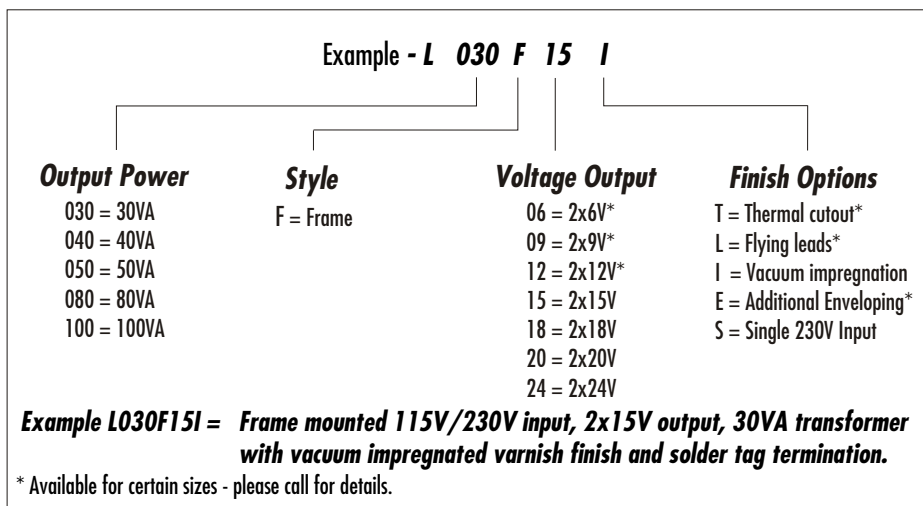 Example - L 030 F 15 I
Output Power
030 = 30VA
040 = 40VA
050 = 50VA
080 = 80VA
100 = 100VA
Style
F = Frame
Voltage Output
06 = 2x6V*
09 = 2x9V*
12 = 2x12V*
15 = 2x15V
18 = 2x18V
20 = 2x20V
24 = 2x24V
Finish Options
T = Thermal cutout*
L = Flying leads*
I = Vacuum impregnation
E = Additional Enveloping*
S = Single 230V Input
Example L030F15I = Frame mounted 115V/230V input, 2x15V output, 30VA transformer
with vacuum impregnated varnish finish and solder tag termination.
* Available for certain sizes - please call for details.